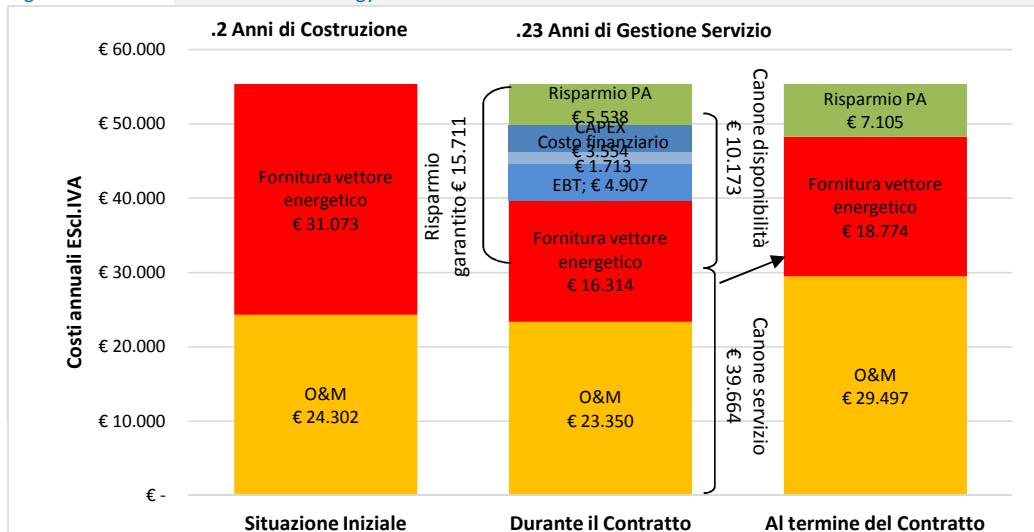 .2 Anni di Costruzione
.23 Anni di Gestione Servizio
Costi annuali EScl.IVA
€ 60.000
€ 50.000
€ 40.000
€ 30.000
€ 20.000
€ 10.000
€ -
Fornitura vettore
energetico
€ 31.073
O&M
€ 24.302
Risparmio
garantito € 15.711
Risparmio PA
€ 5.538
CAPEX
€ 3.554
Costo finanziario
€ 1.713
EBT; € 4.907
Fornitura vettore
energetico
€ 16.314
O&M
€ 23.350
Canone disponibilità
€ 10.173
Canone servizio
€ 39.664
Risparmio PA
€ 7.105
Fornitura vettore
energetico
€ 18.774
O&M
€ 29.497
Situazione Iniziale
Durante il Contratto
Al termine del Contratto